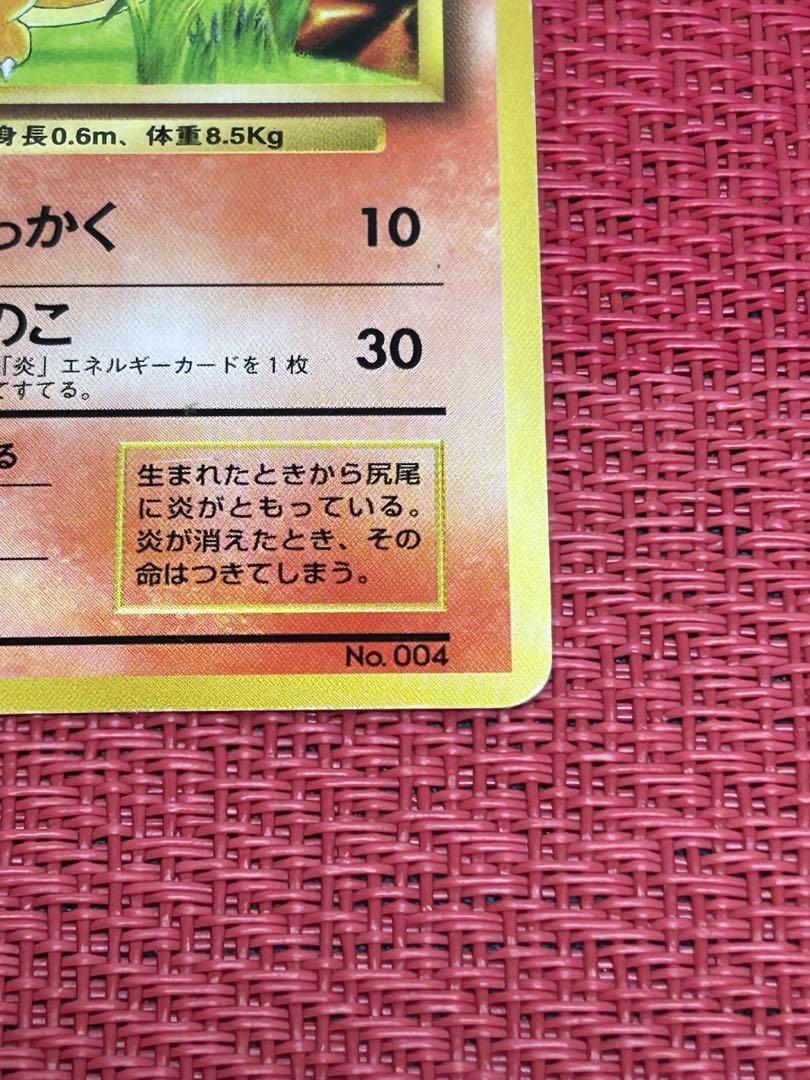 身長0.6m、体重8.5Kg
っかく 10
のこ 30
「炎」エネルギーカードを1枚
てすてる。
る
生まれたときから尻尾
に炎がともっている。
炎が消えたとき、その
命はつきてしまう。
No. 004